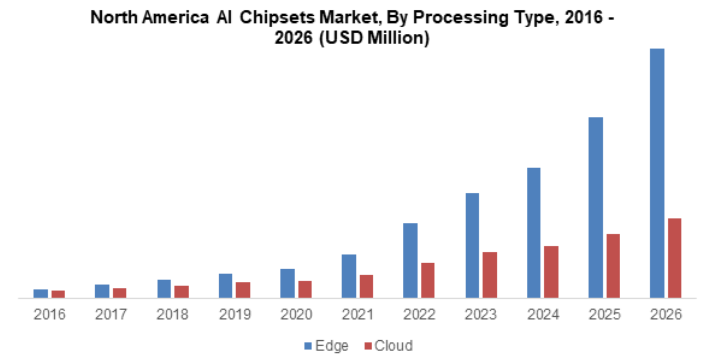 North America AI Chipsets Market, By Processing Type, 2016 -
2026 (USD Million)
2016 2017 2018 2019 2020 2021 2022 2023 2024 2025 2026
Edge Cloud